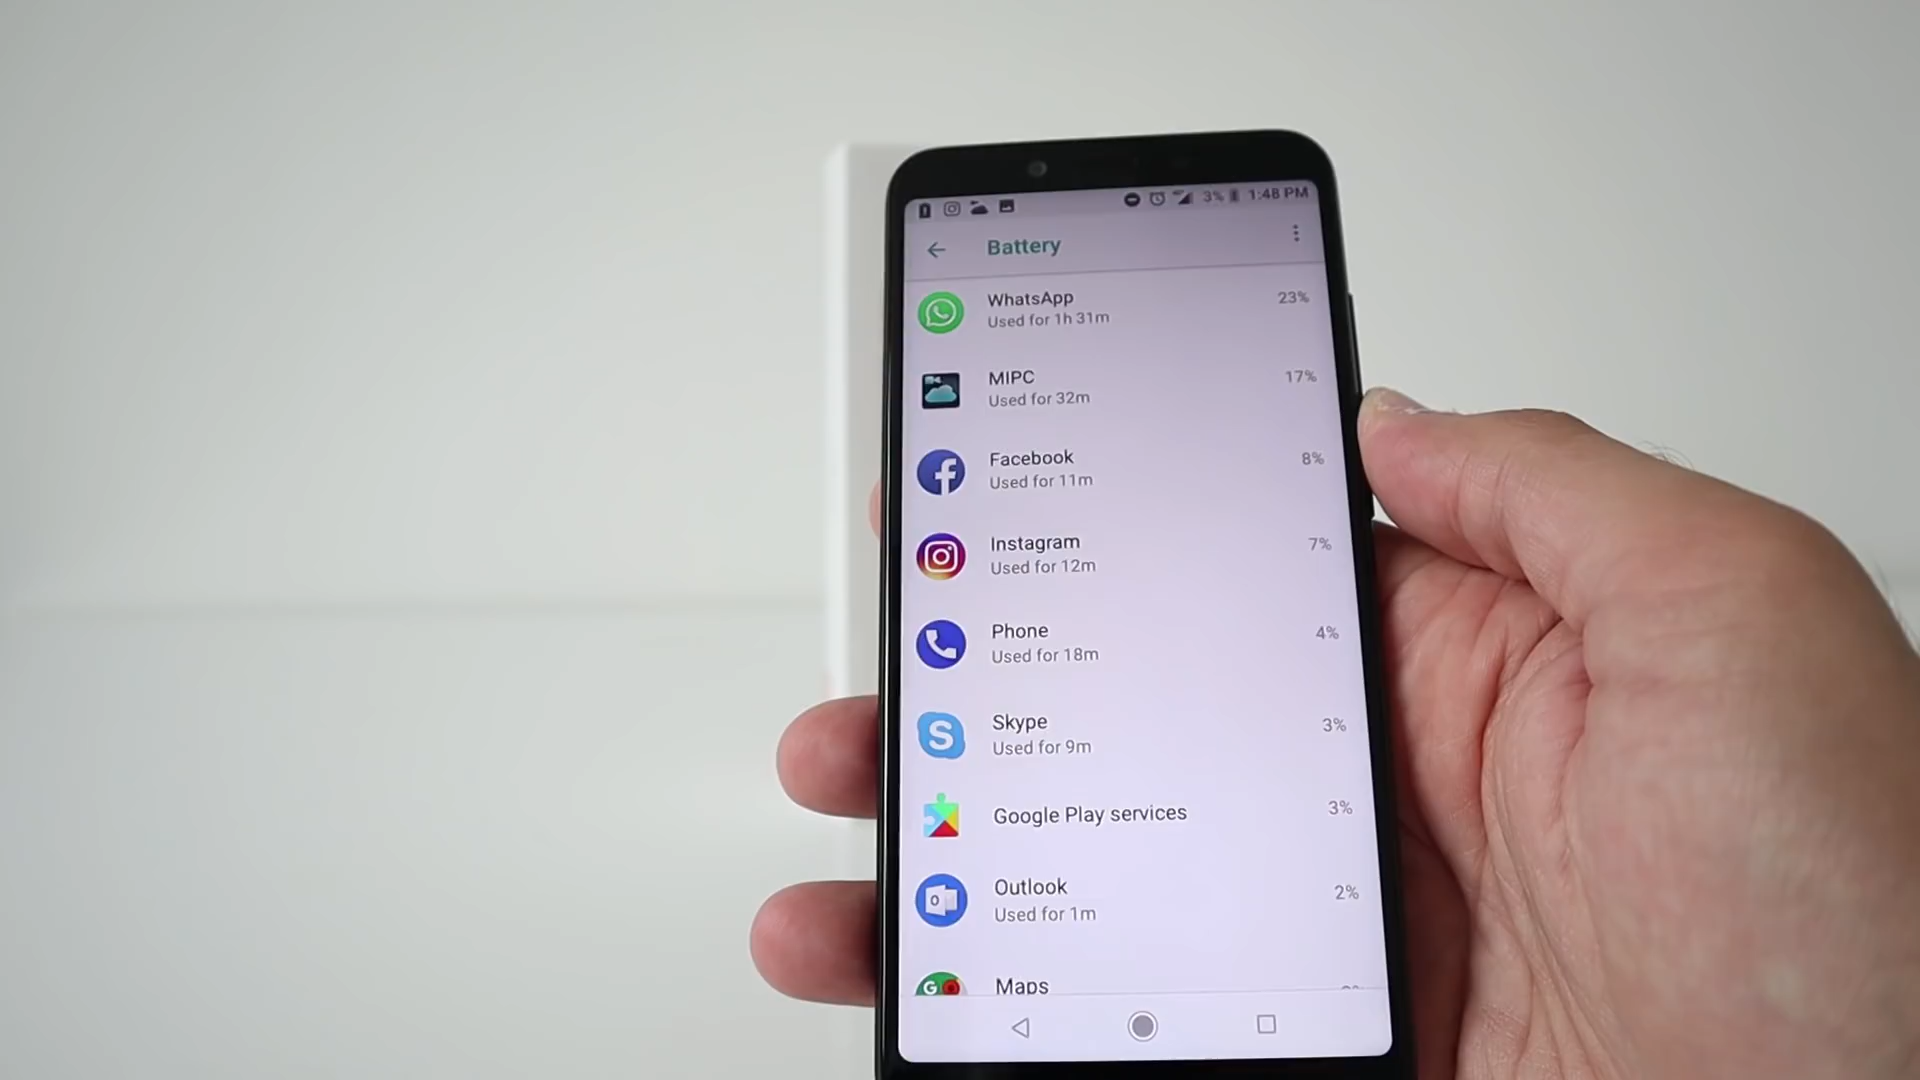 3% 1:48 PM
Battery
WhatsApp 23%
Used for 1h 31m
MIPC 17%
Used for 32m
Facebook 8%
Used for 11m
Instagram 7%
Used for 12m
Phone 4%
Used for 18m
Skype 3%
Used for 9m
Google Play services 3%
Outlook 2%
Used for 1m
Maps